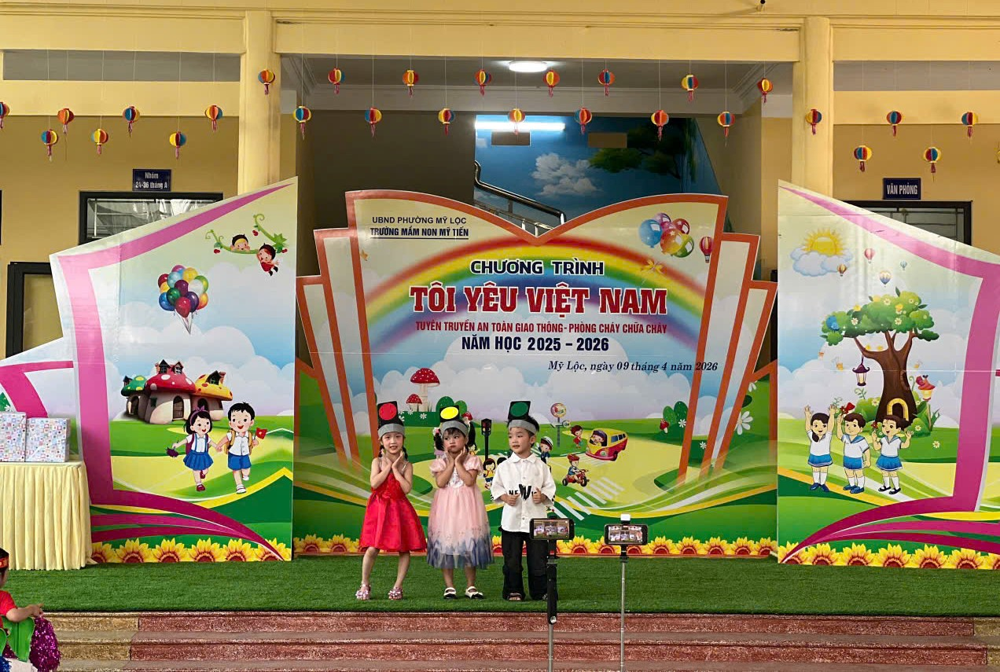 Nhóm
24-36 tháng A
VĂN PHÒNG
UBND PHƯỜNG MỸ LỘC
TRƯỜNG MẦM NON MỸ TIẾN
CHƯƠNG TRÌNH
TÔI YÊU VIỆT NAM
TUYÊN TRUYỀN AN TOÀN GIAO THÔNG - PHÒNG CHÁY CHỮA CHÁY
NĂM HỌC 2025 - 2026
Mỹ Lộc, ngày 09 tháng 4 năm 2026